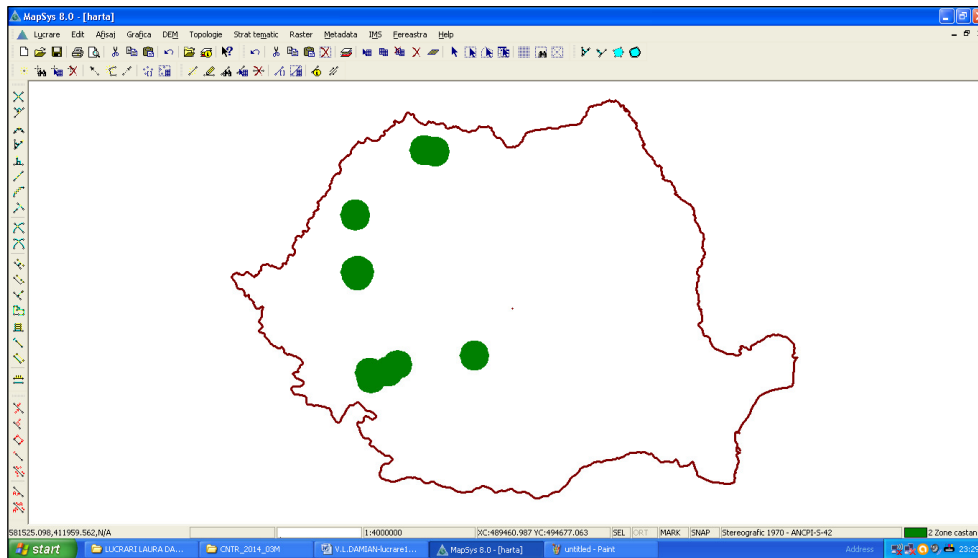 MapSys 8.0 - [harta]
Lucrare Edit Afisaj Grafica DEM Topologie Strat tematic Raster Metadata IMS Fereastra Help
581525.098,411959.562,N/A 1:4000000 XC:489460.987 YC:494677.063 SEL ORT MARK SNAP Stereografic 1970 - ANCPI-S-42 2 Zone castan
start LUCRARI LAURA DA... CNTR_2014_03M V.L.DAMIAN-lucrare1... MapSys 8.0 - [harta] untitled - Paint Address 23:33